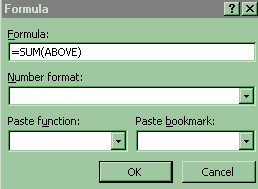 Formula
Formula:
=SUM(ABOVE)
Number format:
Paste function: Paste bookmark:
OK Cancel